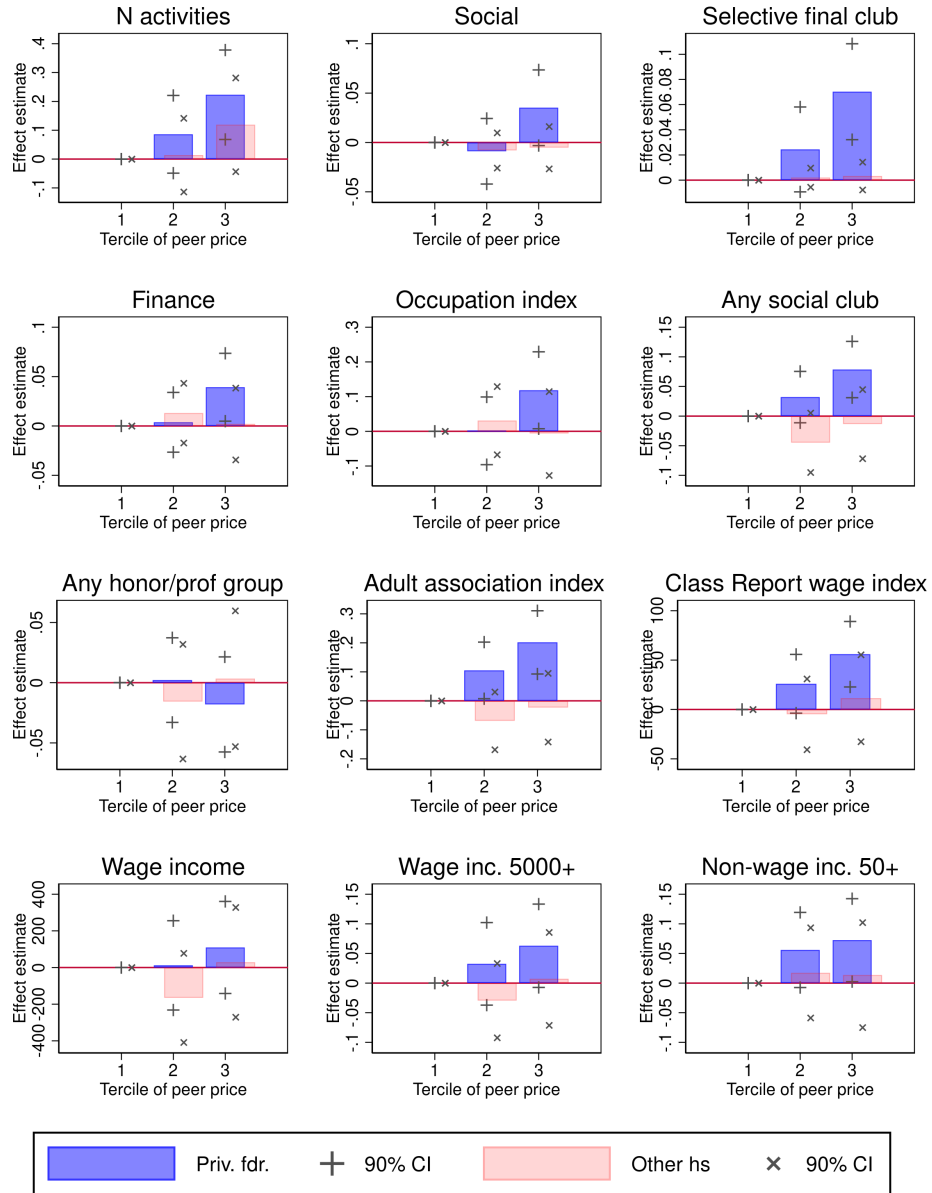 N activities
Effect estimate
-.1 0 .1 .2 .3 .4
1 2 3
Tercile of peer price
Social
Effect estimate
-.05 0 .05 .1
1 2 3
Tercile of peer price
Selective final club
Effect estimate
0 .02 .04 .06 .08 .1
1 2 3
Tercile of peer price
Finance
Effect estimate
-.05 0 .05 .1
1 2 3
Tercile of peer price
Occupation index
Effect estimate
-.1 0 .1 .2 .3
1 2 3
Tercile of peer price
Any social club
Effect estimate
-.1 -.05 0 .05 .1 .15
1 2 3
Tercile of peer price
Any honor/prof group
Effect estimate
-.05 0 .05
1 2 3
Tercile of peer price
Adult association index
Effect estimate
-.2 -.1 0 .1 .2 .3
1 2 3
Tercile of peer price
Class Report wage index
Effect estimate
-50 0 50 100
1 2 3
Tercile of peer price
Wage income
Effect estimate
-400 -200 0 200 400
1 2 3
Tercile of peer price
Wage inc. 5000+
Effect estimate
-.1 -.05 0 .05 .1 .15
1 2 3
Tercile of peer price
Non-wage inc. 50+
Effect estimate
-.1 -.05 0 .05 .1 .15
1 2 3
Tercile of peer price
Priv. fdr. 90% CI Other hs 90% CI